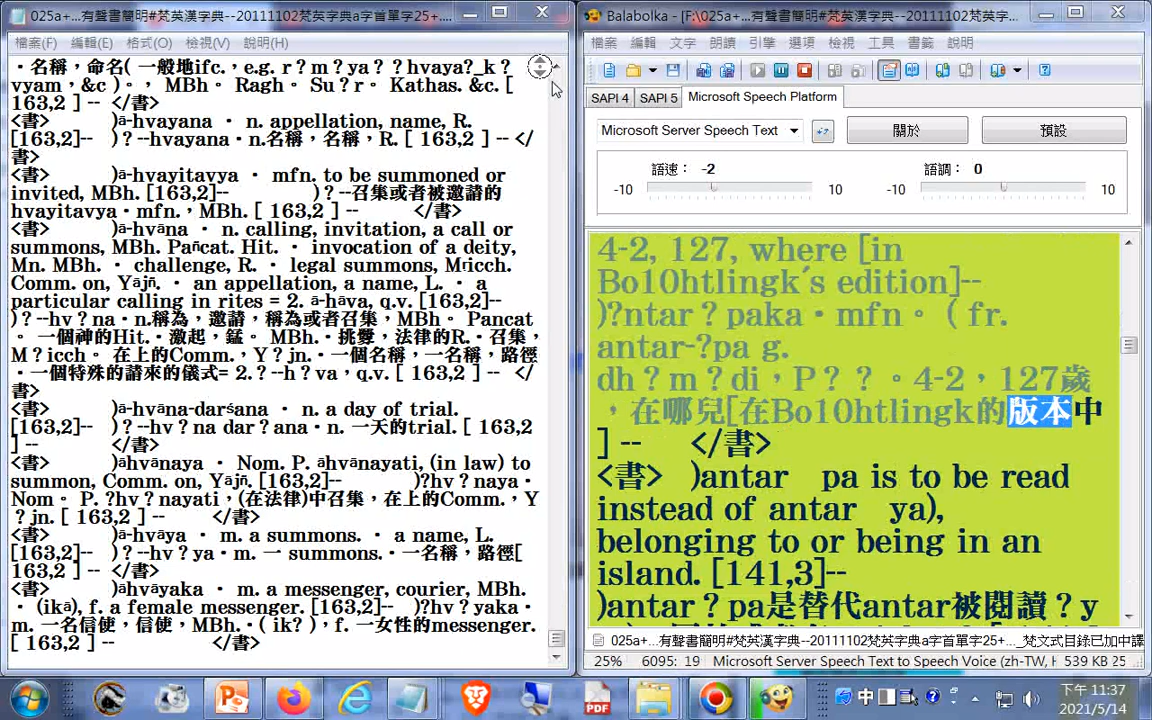 025a+...有聲書簡明#梵英漢字典--20111102梵英字典a字首單字25+...
檔案(F) 編輯(E) 格式(O) 檢視(V) 說明(H)
・名稱，命名( 一般地ifc.，e.g. r？m？ya？？hvaya?_k？
vyam，&c )。， MBh。Ragh。Su？r。Kathas. &c. [
163,2 ] -- </書>
<書> )ā-hvayana ・ n. appellation, name, R.
[163,2]-- )？--hvayana・n.名稱，名稱，R. [ 163,2 ] -- </
書>
<書> )ā-hvayitavya ・ mfn. to be summoned or
invited, MBh. [163,2]-- )？--召集或者被邀請的
hvayitavya・mfn.，MBh. [ 163,2 ] -- </書>
<書> )ā-hvāna ・ n. calling, invitation, a call or
summons, MBh. Pañcat. Hit. ・ invocation of a deity,
Mn. MBh. ・ challenge, R. ・ legal summons, Mṛicch.
Comm. on, Yājñ. ・ an appellation, a name, L. ・ a
particular calling in rites = 2. ā-hāva, q.v. [163,2]--
)？--hv？na・n.稱為，邀請，稱為或者召集，MBh。Pancat
。一個神的Hit.・激起，錳。 MBh.・挑釁，法律的R.・召集，
M？icch。 在上的Comm.，Y？jn.・一個名稱，一名稱，路徑
・一個特殊的請來的儀式= 2.？--h？va，q.v. [ 163,2 ] -- </
書>
<書> )ā-hvāna-darśana ・ n. a day of trial.
[163,2]-- )？--hv？na dar？ana・n. 一天的trial. [ 163,2
] -- </書>
<書> )āhvānaya ・ Nom. P. āhvānayati, (in law) to
summon, Comm. on, Yājñ. [163,2]-- )?hv？naya・
Nom。 P. ?hv？nayati，(在法律)中召集，在上的Comm.，Y
？jn. [ 163,2 ] -- </書>
<書> )ā-hvāya ・ m. a summons. ・ a name, L.
[163,2]-- )？--hv？ya・m. 一 summons.・一名稱，路徑[
163,2 ] -- </書>
<書> )āhvāyaka ・ m. a messenger, courier, MBh.
・ (ikā), f. a female messenger. [163,2]-- )?hv？yaka・
m. 一名信使，信使，MBh.・( ik？)，f. 一女性的messenger.
[ 163,2 ] -- </書>
Balabolka - [F:\025a+...有聲書簡明#梵英漢字典--20111102梵英字...
檔案 編輯 文字 朗讀 引擎 選項 檢視 工具 書籤 說明
SAPI 4 SAPI 5 Microsoft Speech Platform
Microsoft Server Speech Text 關於 預設
語速： -2 語調： 0
-10 10 -10 10
4-2, 127, where [in
Bo10htlingk's edition]--
)?ntar？paka・mfn。( fr.
antar-?pa g.
dh？m？di，P？？。4-2，127歲
，在哪兒[在Bo10htlingk的版本中
] -- </書>
<書> )antar pa is to be read
instead of antar ya),
belonging to or being in an
island. [141,3]--
)antar？pa是替代antar被閱讀？y
025a+...有聲書簡明#梵英漢字典--20111102梵英字典a字首單字25+..._梵文式目錄已加中譯
25% 6095: 19 Microsoft Server Speech Text to Speech Voice (zh-TW, H 539 KB 25
PDF
中
下午 11:37
2021/5/14